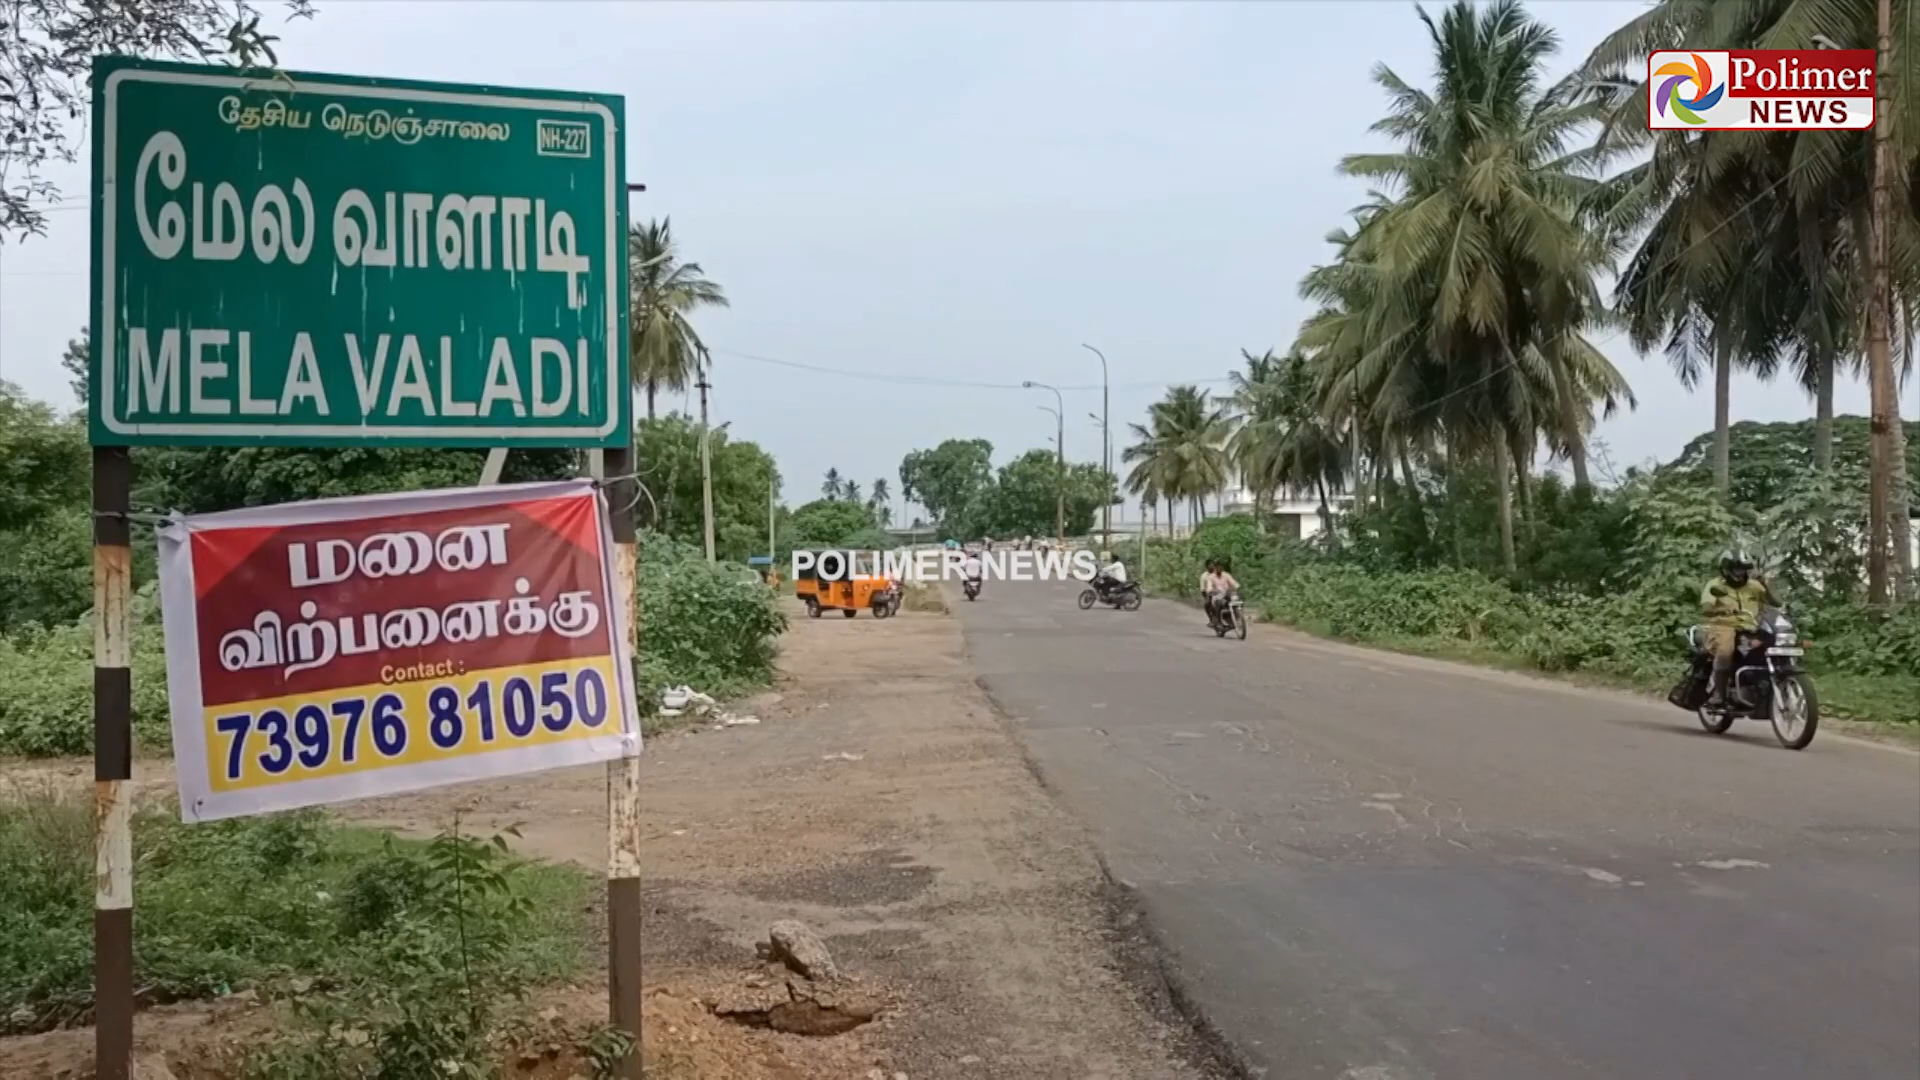 தேசிய நெடுஞ்சாலை NH-227
மேல வாளாடி
MELA VALADI
மனை
விற்பனைக்கு
Contact :
73976 81050
Polimer
NEWS
POLIMER NEWS